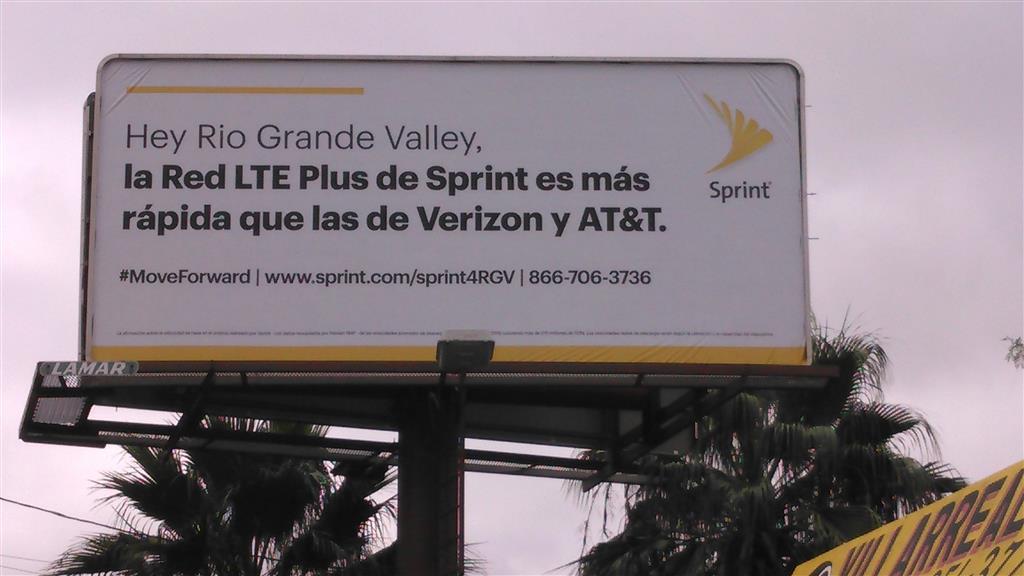 Hey Rio Grande Valley,
la Red LTE Plus de Sprint es más
rápida que las de Verizon y AT&T.
Sprint
#MoveForward | www.sprint.com/sprint4RGV | 866-706-3736
LAMAR
VILLARREAL